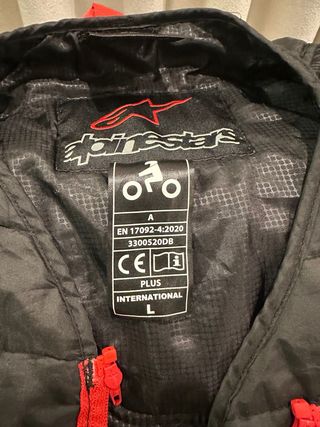 alpinestars
A
EN 17092-4:2020
3300520DB
CE
PLUS
INTERNATIONAL
L